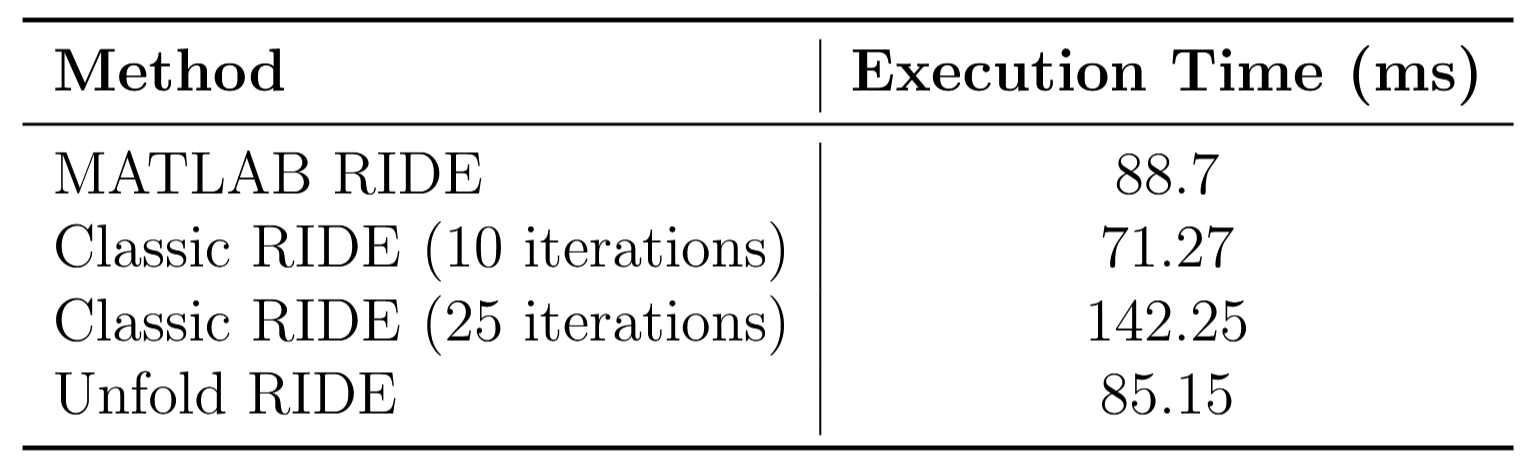 Method Execution Time (ms)
MATLAB RIDE 88.7
Classic RIDE (10 iterations) 71.27
Classic RIDE (25 iterations) 142.25
Unfold RIDE 85.15